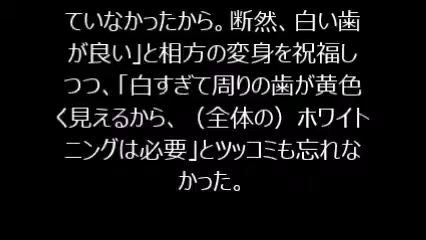 ていなかったから。断然、白い歯
が良い」と相方の変身を祝福し
つつ、「白すぎて周りの歯が黄色
く見えるから、（全体の）ホワイト
ニングは必要」とツッコミも忘れな
かった。